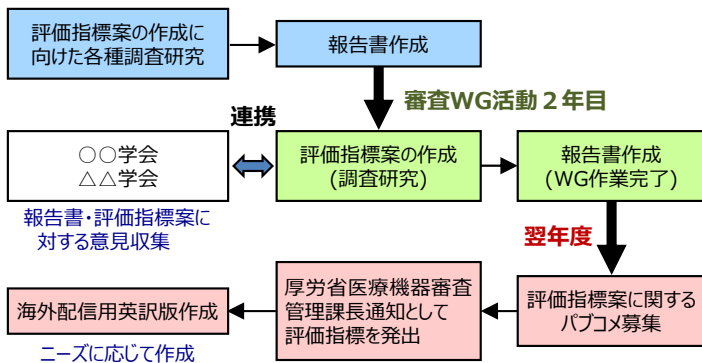 評価指標案の作成に
向けた各種調査研究
報告書作成
審査WG活動２年目
連携
○○学会
△△学会
評価指標案の作成
(調査研究)
報告書作成
(WG作業完了)
報告書・評価指標案に
対する意見収集
翌年度
海外配信用英訳版作成
厚労省医療機器審査
管理課長通知として
評価指標を発出
評価指標案に関する
パブコメ募集
ニーズに応じて作成